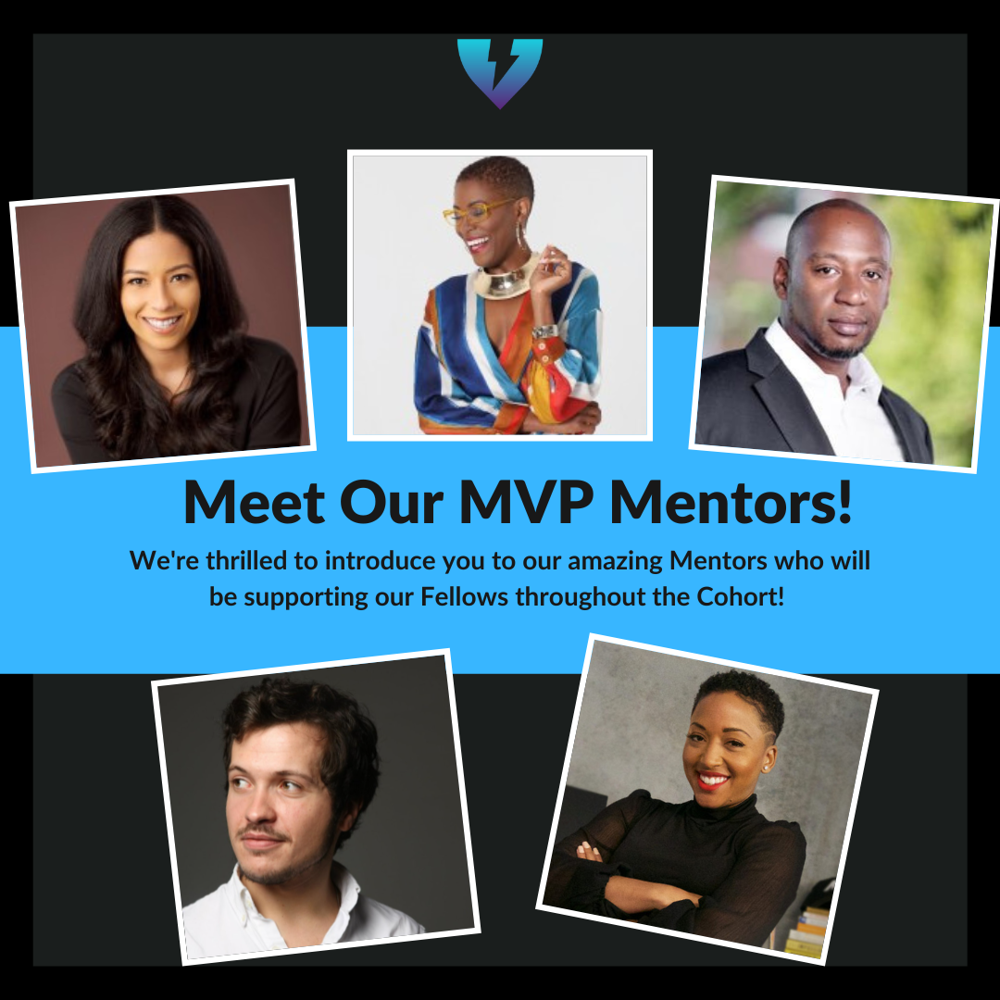 Meet Our MVP Mentors!
We're thrilled to introduce you to our amazing Mentors who will
be supporting our Fellows throughout the Cohort!